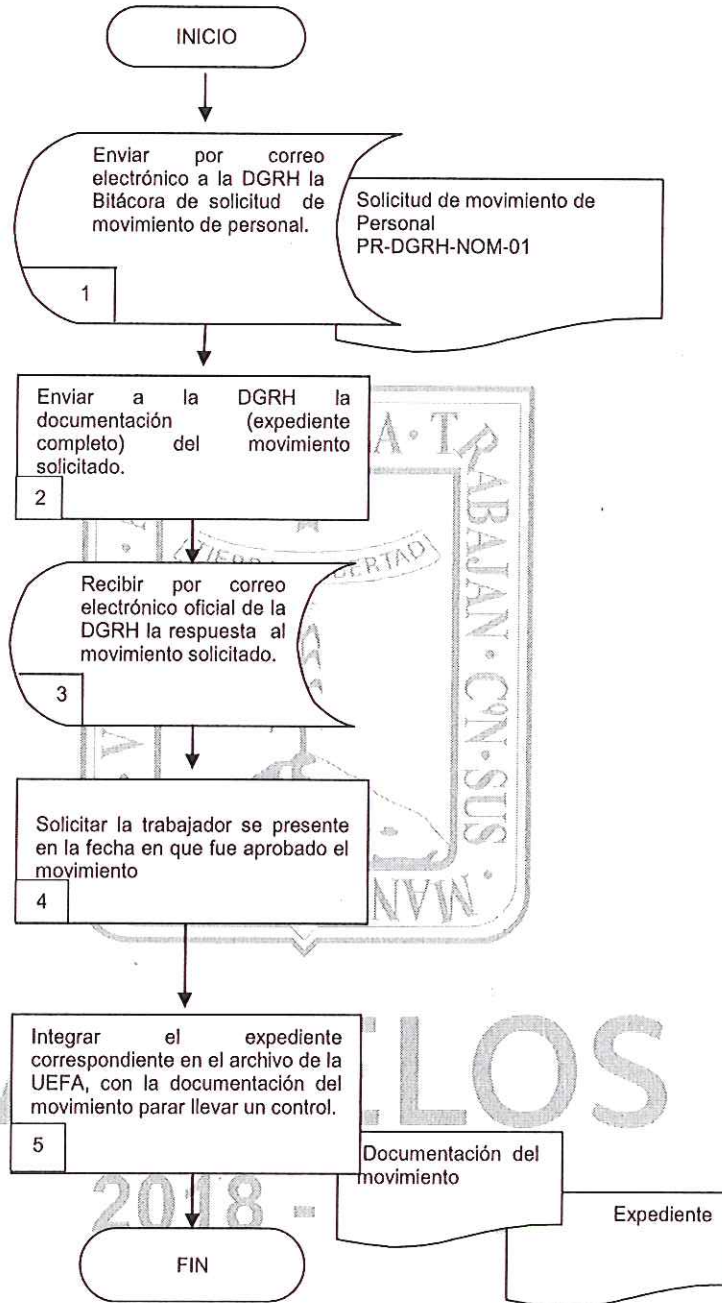 INICIO
Enviar por correo
electrónico a la DGRH la
Bitácora de solicitud de
movimiento de personal.
1
Solicitud de movimiento de
Personal
PR-DGRH-NOM-01
Enviar a la DGRH la
documentación (expediente
completo) del movimiento
solicitado.
2
Recibir por correo
electrónico oficial de la
DGRH la respuesta al
movimiento solicitado.
3
Solicitar la trabajador se presente
en la fecha en que fue aprobado el
movimiento
4
Integrar el expediente
correspondiente en el archivo de la
UEFA, con la documentación del
movimiento parar llevar un control.
5
Documentación del
movimiento
Expediente
FIN
TRABAJAN · CON · SUS ·
2018 -